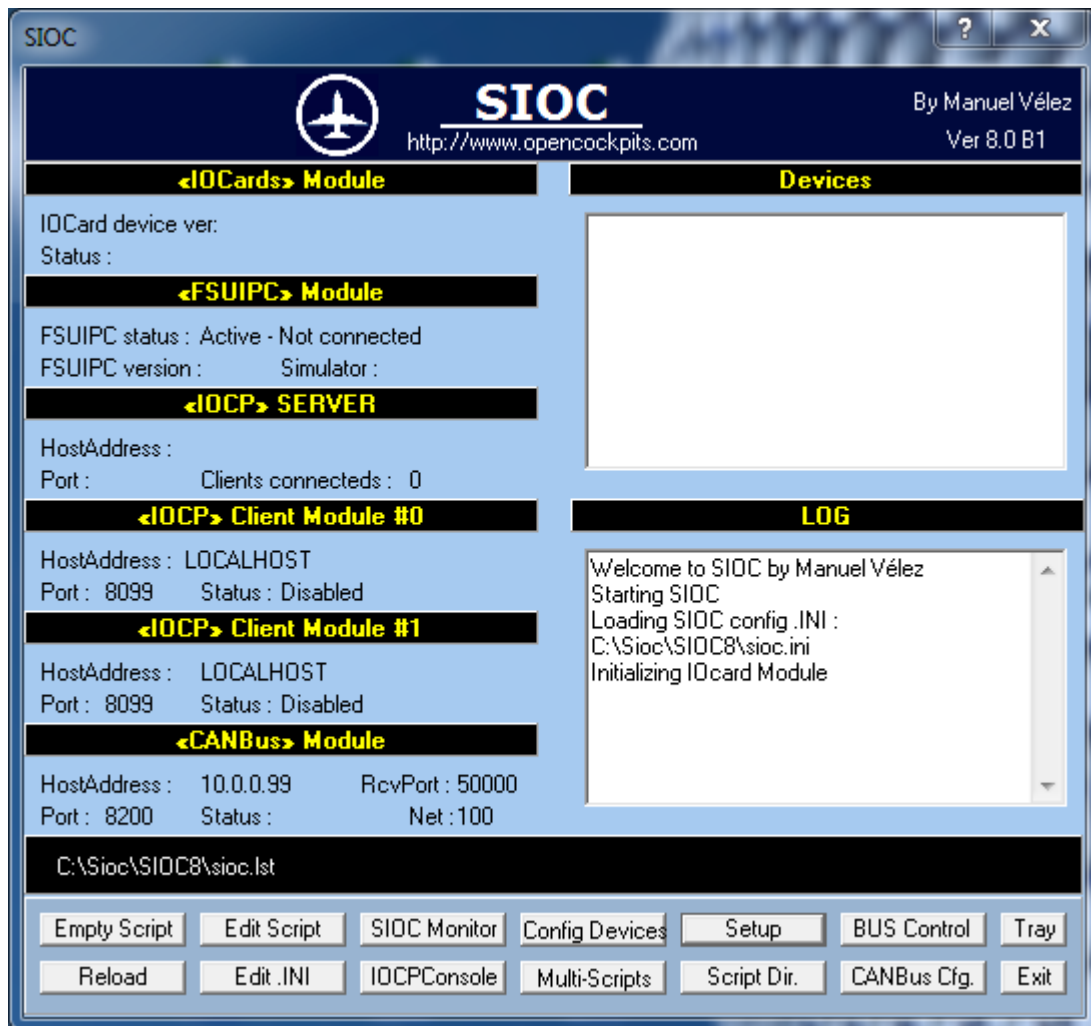 SIOC
?
X
SIOC
http://www.opencockpits.com
By Manuel Vélez
Ver 8.0 B1
«IOCards» Module
IOCard device ver:
Status :
«FSUIPC» Module
FSUIPC status : Active - Not connected
FSUIPC version : Simulator :
«IOCP» SERVER
HostAddress :
Port : Clients connecteds : 0
«IOCP» Client Module #0
HostAddress : LOCALHOST
Port : 8099 Status : Disabled
«IOCP» Client Module #1
HostAddress : LOCALHOST
Port : 8099 Status : Disabled
«CANBus» Module
HostAddress : 10.0.0.99 RcvPort : 50000
Port : 8200 Status : Net : 100
Devices
LOG
Welcome to SIOC by Manuel Vélez
Starting SIOC
Loading SIOC config .INI :
C:\Sioc\SIOC8\sioc.ini
Initializing IOcard Module
C:\Sioc\SIOC8\sioc.lst
Empty Script Edit Script SIOC Monitor Config Devices Setup BUS Control Tray
Reload Edit .INI IOCPConsole Multi-Scripts Script Dir. CANBus Cfg. Exit